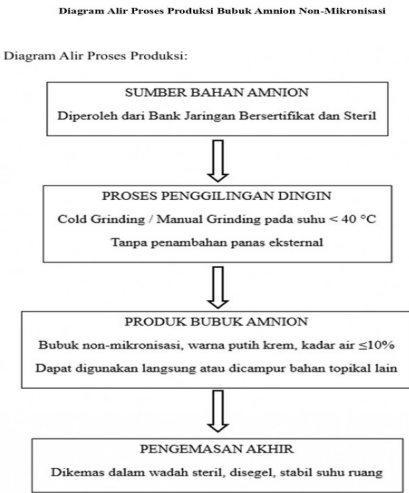 Diagram Alir Proses Produksi Bubuk Amnion Non-Mikronisasi
Diagram Alir Proses Produksi:
SUMBER BAHAN AMNION
Diperoleh dari Bank Jaringan Bersertifikat dan Steril
PROSES PENGGILINGAN DINGIN
Cold Grinding / Manual Grinding pada suhu < 40 °C
Tanpa penambahan panas eksternal
PRODUK BUBUK AMNION
Bubuk non-mikronisasi, warna putih krem, kadar air ≤10%
Dapat digunakan langsung atau dicampur bahan topikal lain
PENGEMASAN AKHIR
Dikemas dalam wadah steril, disegel, stabil suhu ruang